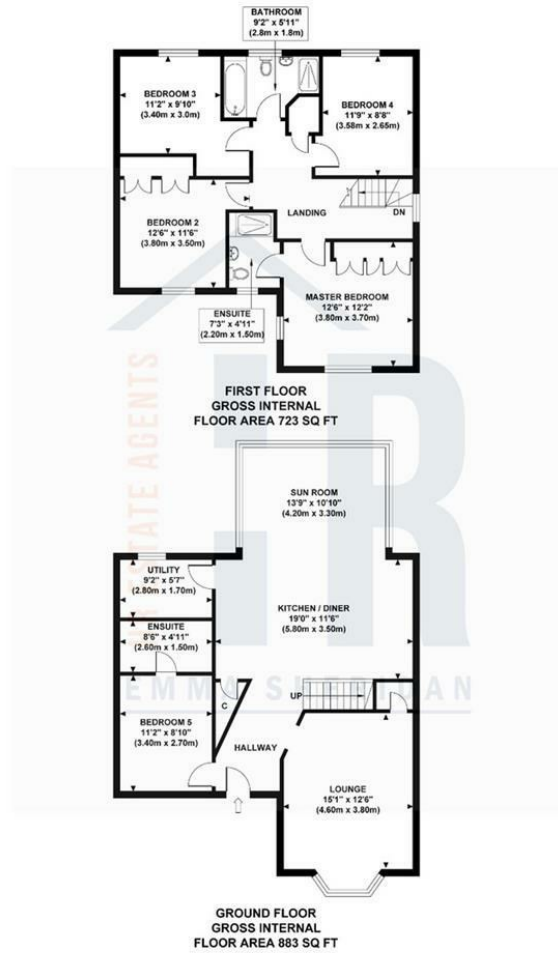 BATHROOM
9'2" x 5'11"
(2.8m x 1.8m)
BEDROOM 3
11'2" x 9'10"
(3.40m x 3.0m)
BEDROOM 4
11'9" x 8'8"
(3.58m x 2.65m)
BEDROOM 2
12'6" x 11'6"
(3.80m x 3.50m)
LANDING
DN
ENSUITE
7'3" x 4'11"
(2.20m x 1.50m)
MASTER BEDROOM
12'6" x 12'2"
(3.80m x 3.70m)
FIRST FLOOR
GROSS INTERNAL
FLOOR AREA 723 SQ FT
SUN ROOM
13'9" x 10'10"
(4.20m x 3.30m)
UTILITY
9'2" x 5'7"
(2.80m x 1.70m)
KITCHEN / DINER
19'0" x 11'6"
(5.80m x 3.50m)
ENSUITE
8'6" x 4'11"
(2.60m x 1.50m)
UP
C
BEDROOM 5
11'2" x 8'10"
(3.40m x 2.70m)
HALLWAY
LOUNGE
15'1" x 12'6"
(4.60m x 3.80m)
GROUND FLOOR
GROSS INTERNAL
FLOOR AREA 883 SQ FT
HR ESTATE AGENTS
HR
EMMA SHERIDAN